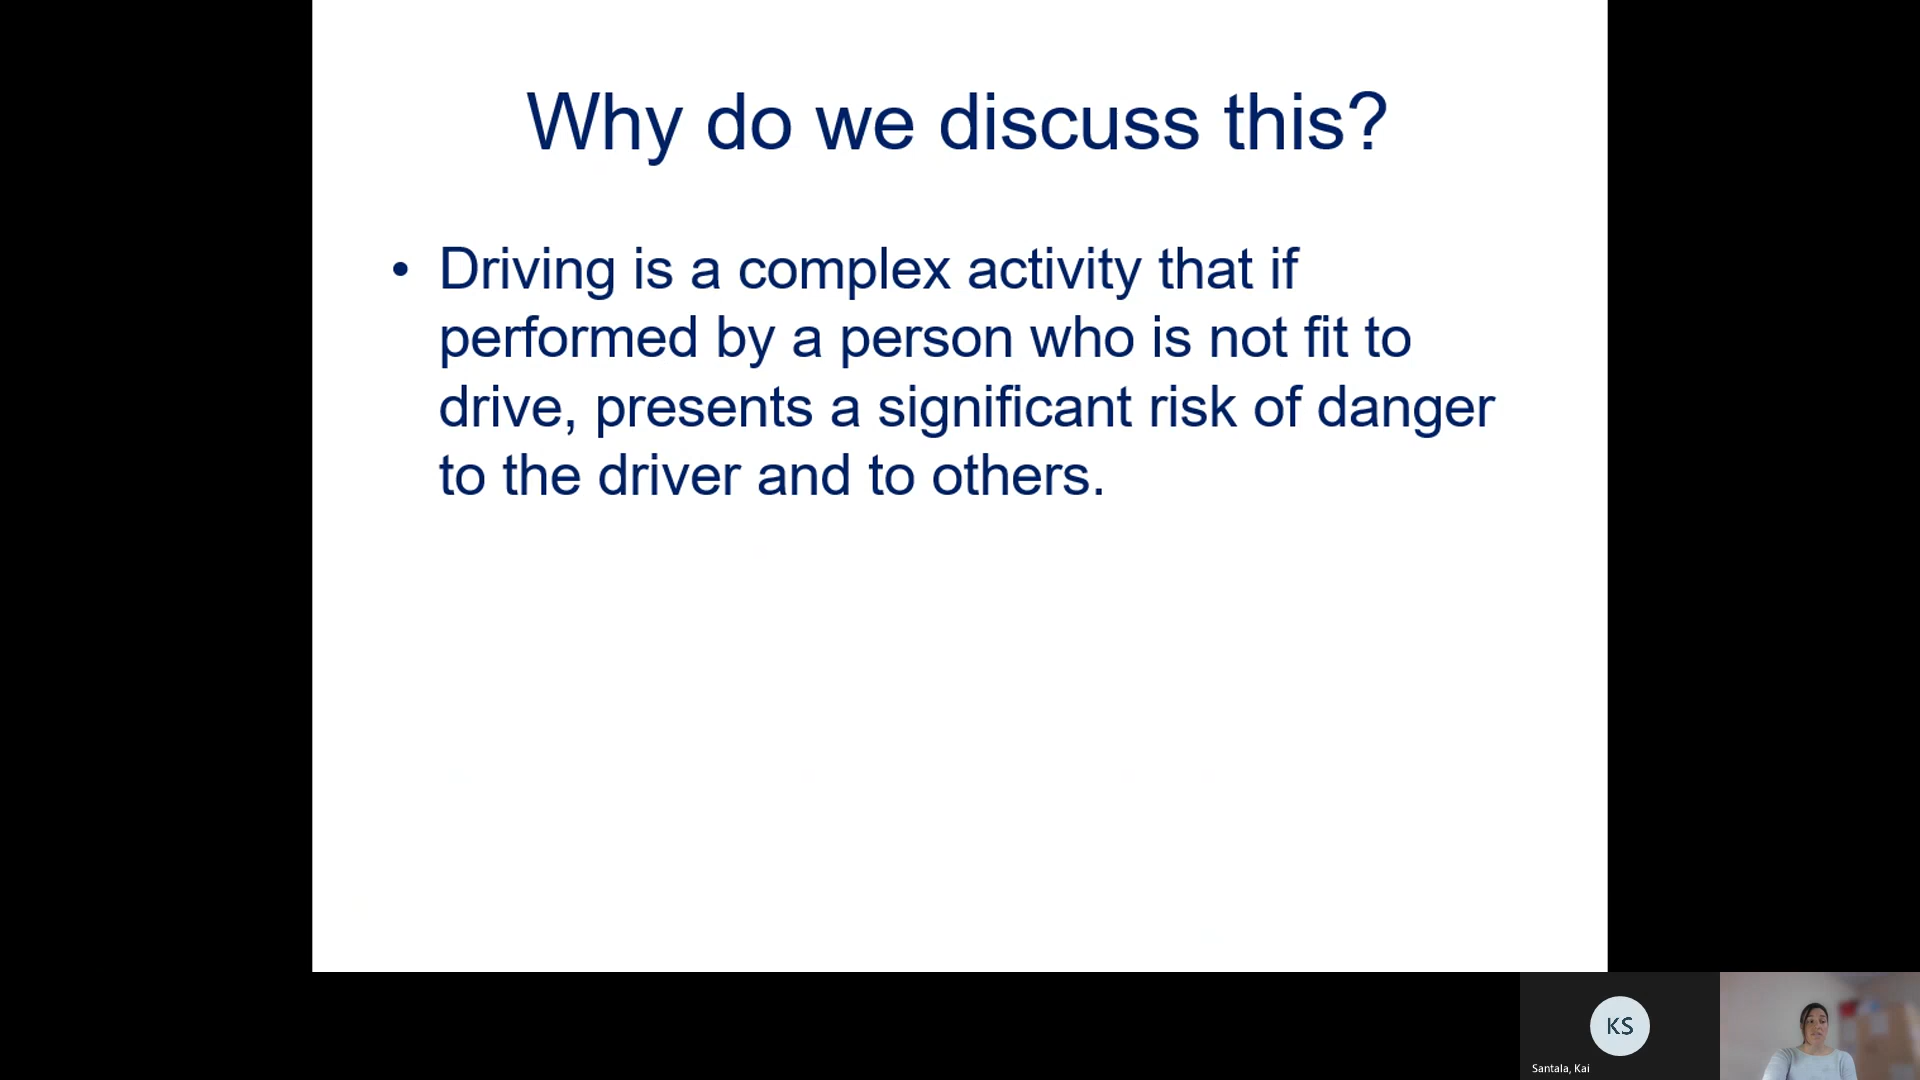 Why do we discuss this?
• Driving is a complex activity that if
performed by a person who is not fit to
drive, presents a significant risk of danger
to the driver and to others.
KS
Santala, Kai